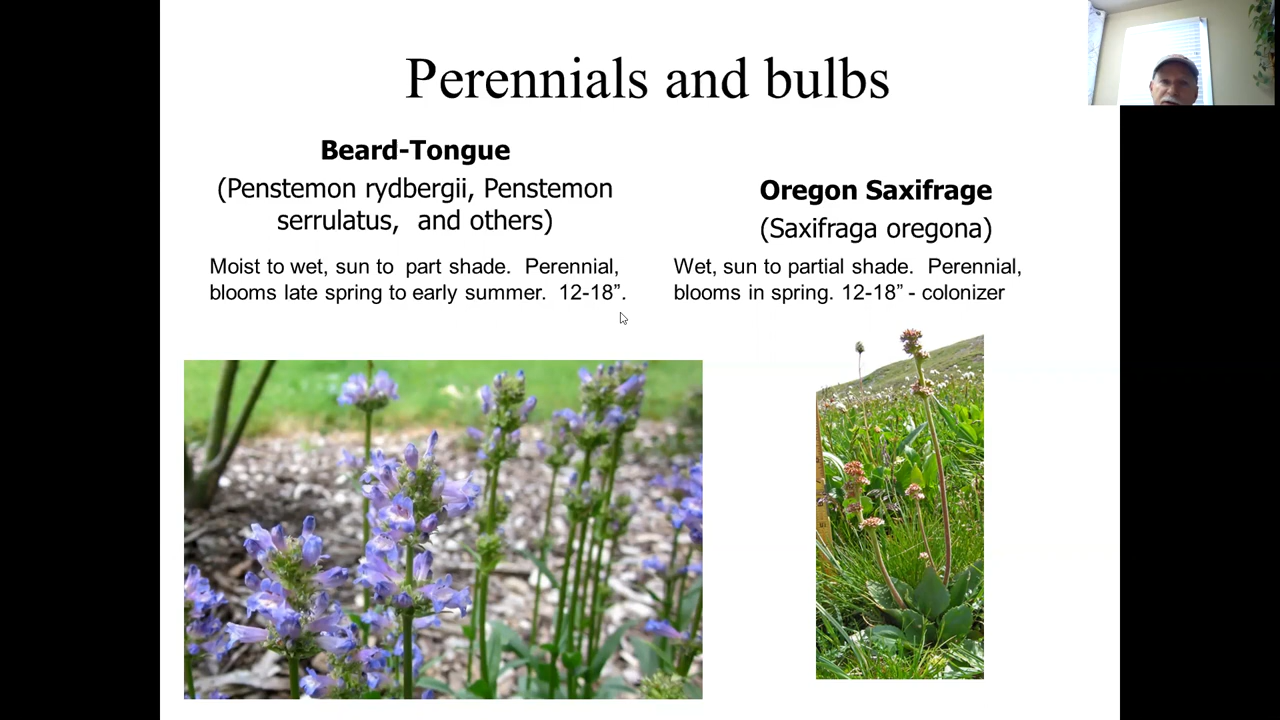 Perennials and bulbs
Beard-Tongue
(Penstemon rydbergii, Penstemon
serrulatus,  and others)
Moist to wet, sun to  part shade.  Perennial,
blooms late spring to early summer.  12-18”.
Oregon Saxifrage
(Saxifraga oregona)
Wet, sun to partial shade.  Perennial,
blooms in spring. 12-18” - colonizer